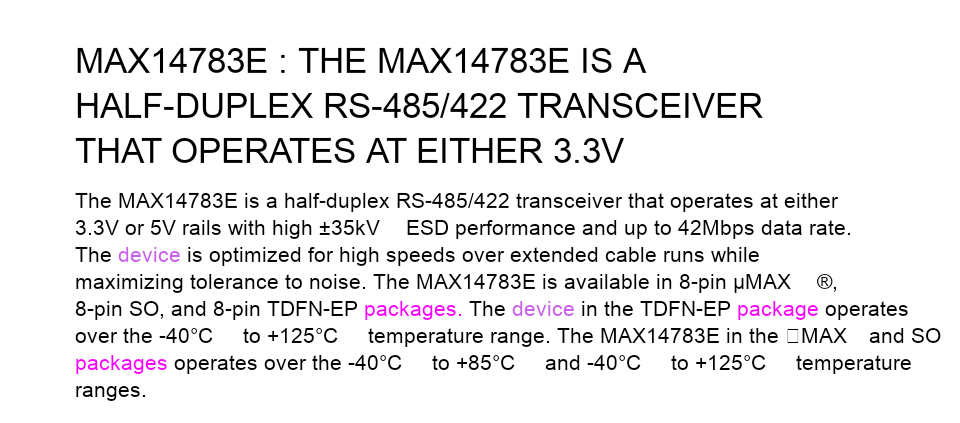 MAX14783E : THE MAX14783E IS A
HALF-DUPLEX RS-485/422 TRANSCEIVER
THAT OPERATES AT EITHER 3.3V
The MAX14783E is a half-duplex RS-485/422 transceiver that operates at either
3.3V or 5V rails with high ±35kV ESD performance and up to 42Mbps data rate.
The device is optimized for high speeds over extended cable runs while
maximizing tolerance to noise. The MAX14783E is available in 8-pin µMAX ®,
8-pin SO, and 8-pin TDFN-EP packages. The device in the TDFN-EP package operates
over the -40°C to +125°C temperature range. The MAX14783E in the □MAX and SO
packages operates over the -40°C to +85°C and -40°C to +125°C temperature
ranges.